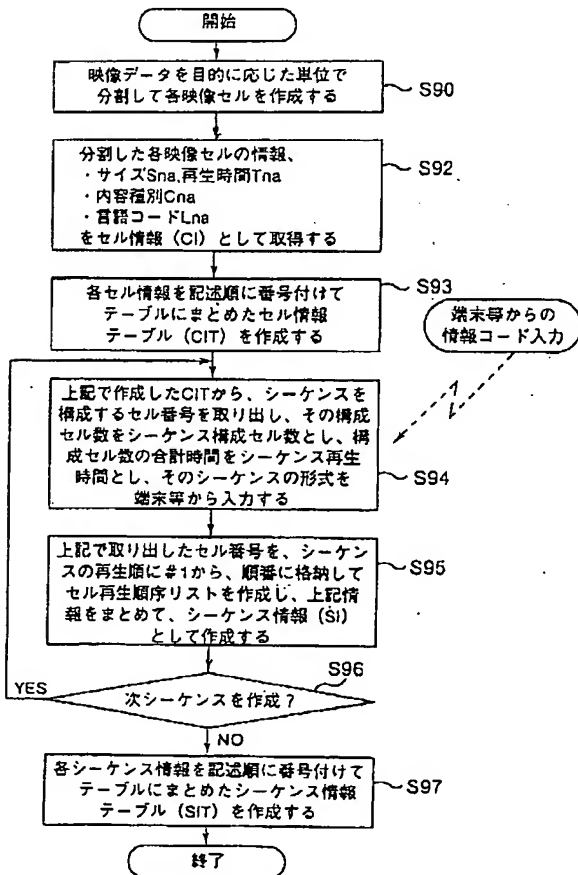 開始
映像データを目的に応じた単位で
分割して各映像セルを作成する
S90
分割した各映像セルの情報、
・サイズSna,再生時間Tna
・内容種別Cna
・言語コードLna
をセル情報（CI）として取得する
S92
各セル情報を記述順に番号付けて
テーブルにまとめたセル情報
テーブル（CIT）を作成する
S93
端末等からの
情報コード入力
上記で作成したCITから、シーケンスを
構成するセル番号を取り出し、その構成
セル数をシーケンス構成セル数とし、構
成セル数の合計時間をシーケンス再生
時間とし、そのシーケンスの形式を
端末等から入力する
S94
上記で取り出したセル番号を、シーケン
スの再生順に#1から、順番に格納して
セル再生順序リストを作成し、上記情
報をまとめて、シーケンス情報（SI）
として作成する
S95
YES
次シーケンスを作成？
S96
NO
各シーケンス情報を記述順に番号付けて
テーブルにまとめたシーケンス情報
テーブル（SIT）を作成する
S97
終了